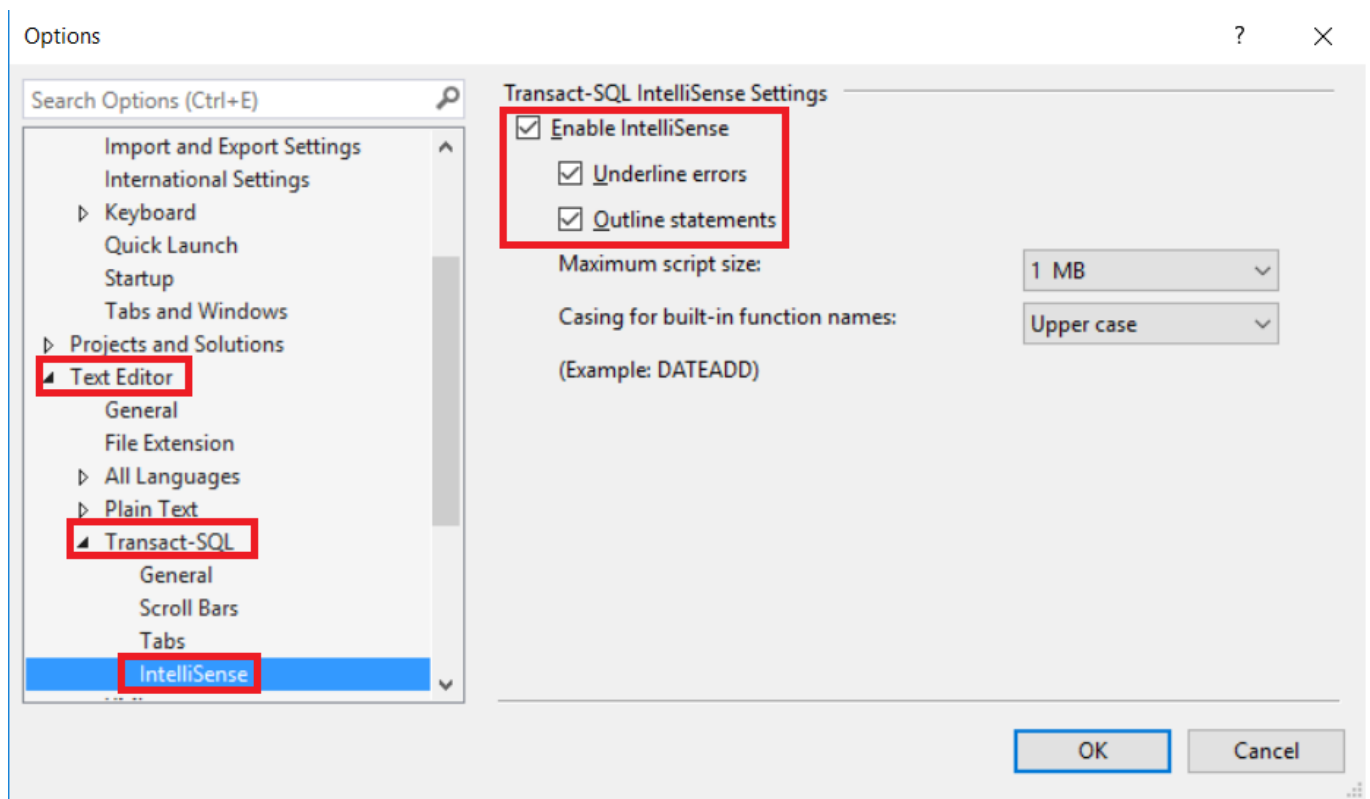 Options
?
Search Options (Ctrl+E)
Import and Export Settings
International Settings
Keyboard
Quick Launch
Startup
Tabs and Windows
Projects and Solutions
Text Editor
General
File Extension
All Languages
Plain Text
Transact-SQL
General
Scroll Bars
Tabs
IntelliSense
Transact-SQL IntelliSense Settings
Enable IntelliSense
Underline errors
Outline statements
Maximum script size:
1 MB
Casing for built-in function names:
Upper case
(Example: DATEADD)
OK
Cancel